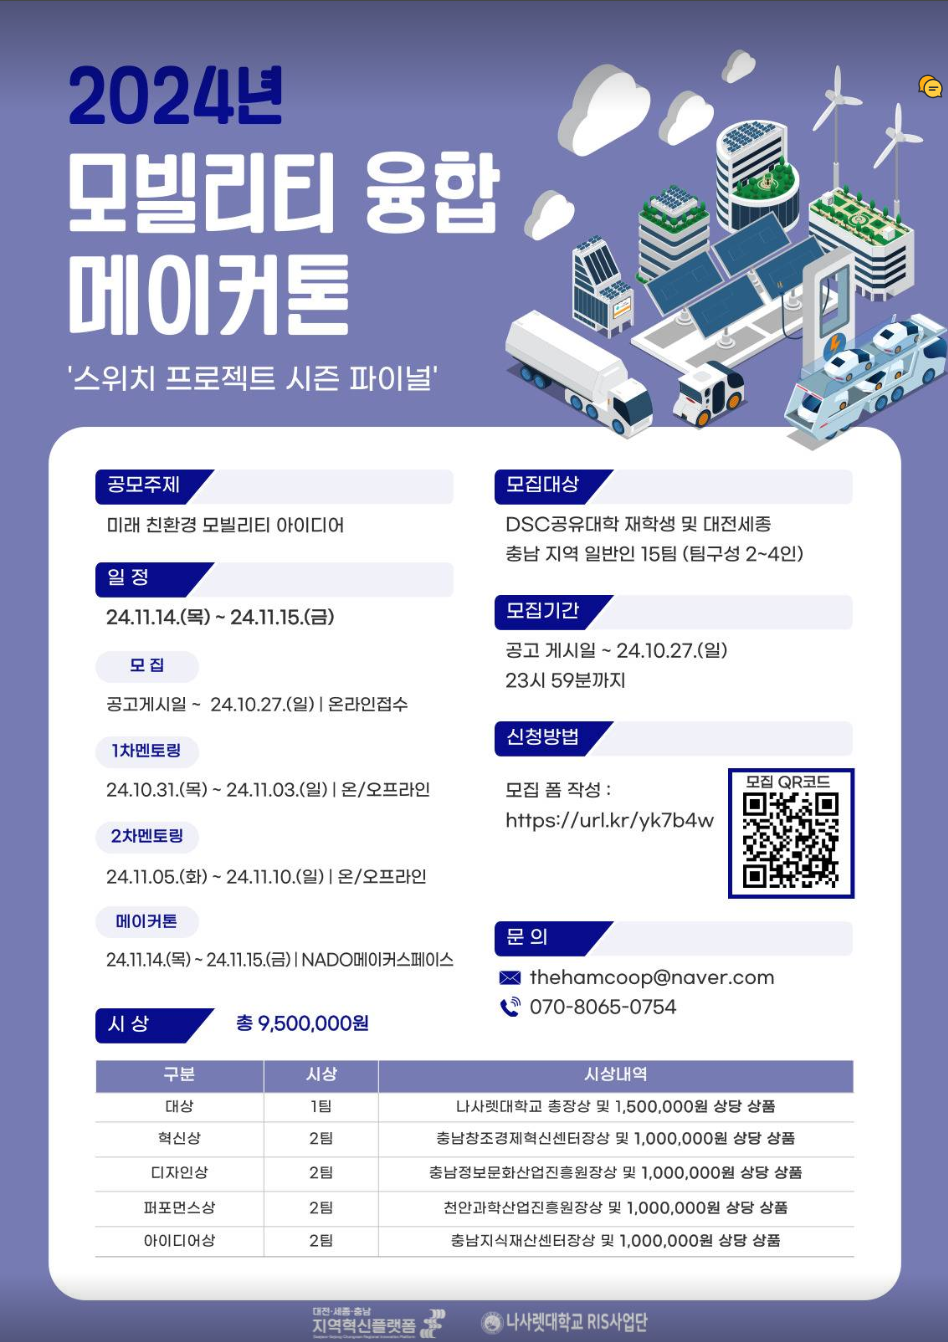 2024년
모빌리티 융합
메이커톤
'스위치 프로젝트 시즌 파이널'
공모주제
미래 친환경 모빌리티 아이디어
일 정
24.11.14.(목) ~ 24.11.15.(금)
모 집
공고게시일 ~ 24.10.27.(일) | 온라인접수
1차멘토링
24.10.31.(목) ~ 24.11.03.(일) | 온/오프라인
2차멘토링
24.11.05.(화) ~ 24.11.10.(일) | 온/오프라인
메이커톤
24.11.14.(목) ~ 24.11.15.(금) | NADO메이커스페이스
모집대상
DSC공유대학 재학생 및 대전세종
충남 지역 일반인 15팀 (팀구성 2~4인)
모집기간
공고 게시일 ~ 24.10.27.(일)
23시 59분까지
신청방법
모집 폼 작성 :
https://url.kr/yk7b4w
모집 QR코드
문 의
thehamcoop@naver.com
070-8065-0754
시 상 총 9,500,000원
구분 시상 시상내역
대상 1팀 나사렛대학교 총장상 및 1,500,000원 상당 상품
혁신상 2팀 충남창조경제혁신센터장상 및 1,000,000원 상당 상품
디자인상 2팀 충남정보문화산업진흥원장상 및 1,000,000원 상당 상품
퍼포먼스상 2팀 천안과학산업진흥원장상 및 1,000,000원 상당 상품
아이디어상 2팀 충남지식재산센터장상 및 1,000,000원 상당 상품
대전·세종·충남
지역혁신플랫폼
나사렛대학교 RIS사업단